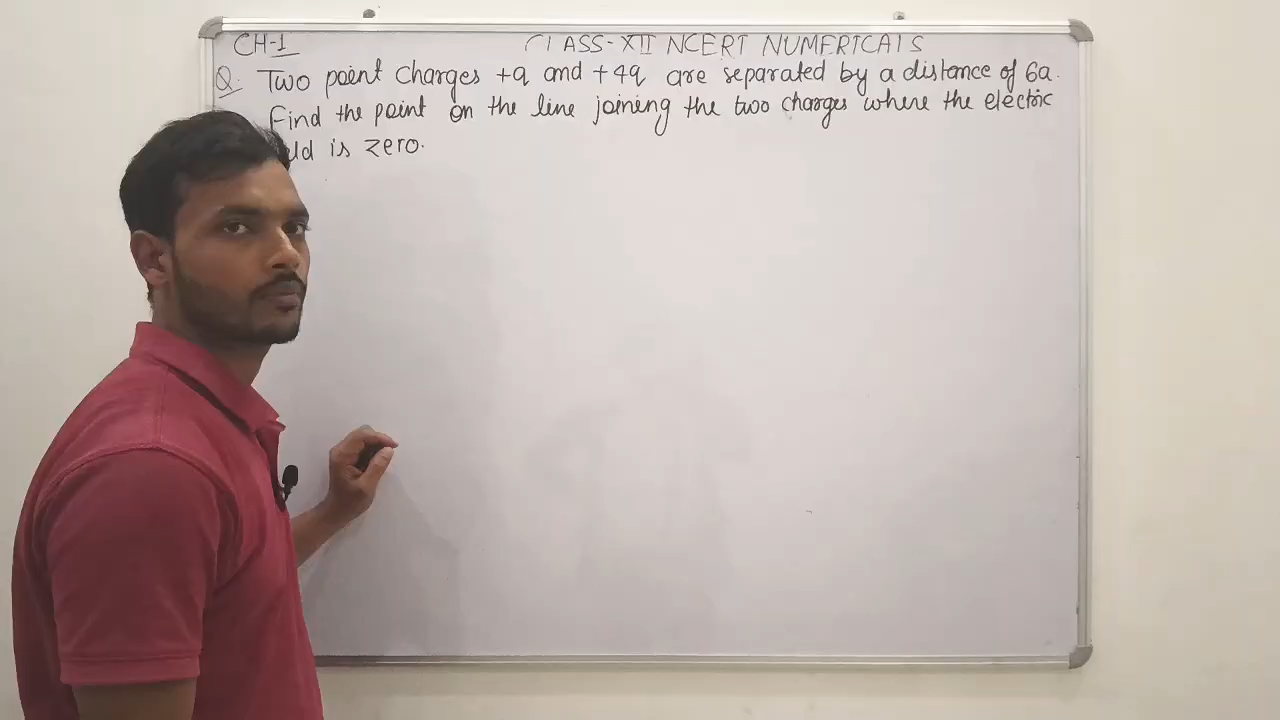 CH-1
CLASS-XII NCERT NUMERICALS
Q. Two point charges +q and +4q are separated by a distance of 6a.
Find the point on the line joining the two charges where the electric
is zero.